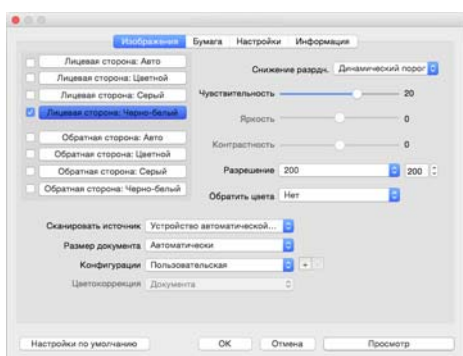 Изображение Бумага Настройки Информация
Лицевая сторона: Авто
Лицевая сторона: Цветной
Лицевая сторона: Серый
Лицевая сторона: Черно-белый
Обратная сторона: Авто
Обратная сторона: Цветной
Обратная сторона: Серый
Обратная сторона: Черно-белый
Снижение разрдн. Динамический порог
Чувствительность 20
Яркость 0
Контрастность 0
Разрешение 200 200
Обратить цвета Нет
Сканировать источник Устройство автоматической...
Размер документа Автоматически
Конфигурации Пользовательская + -
Цветокоррекция Документа
Настройки по умолчанию OK Отмена Просмотр